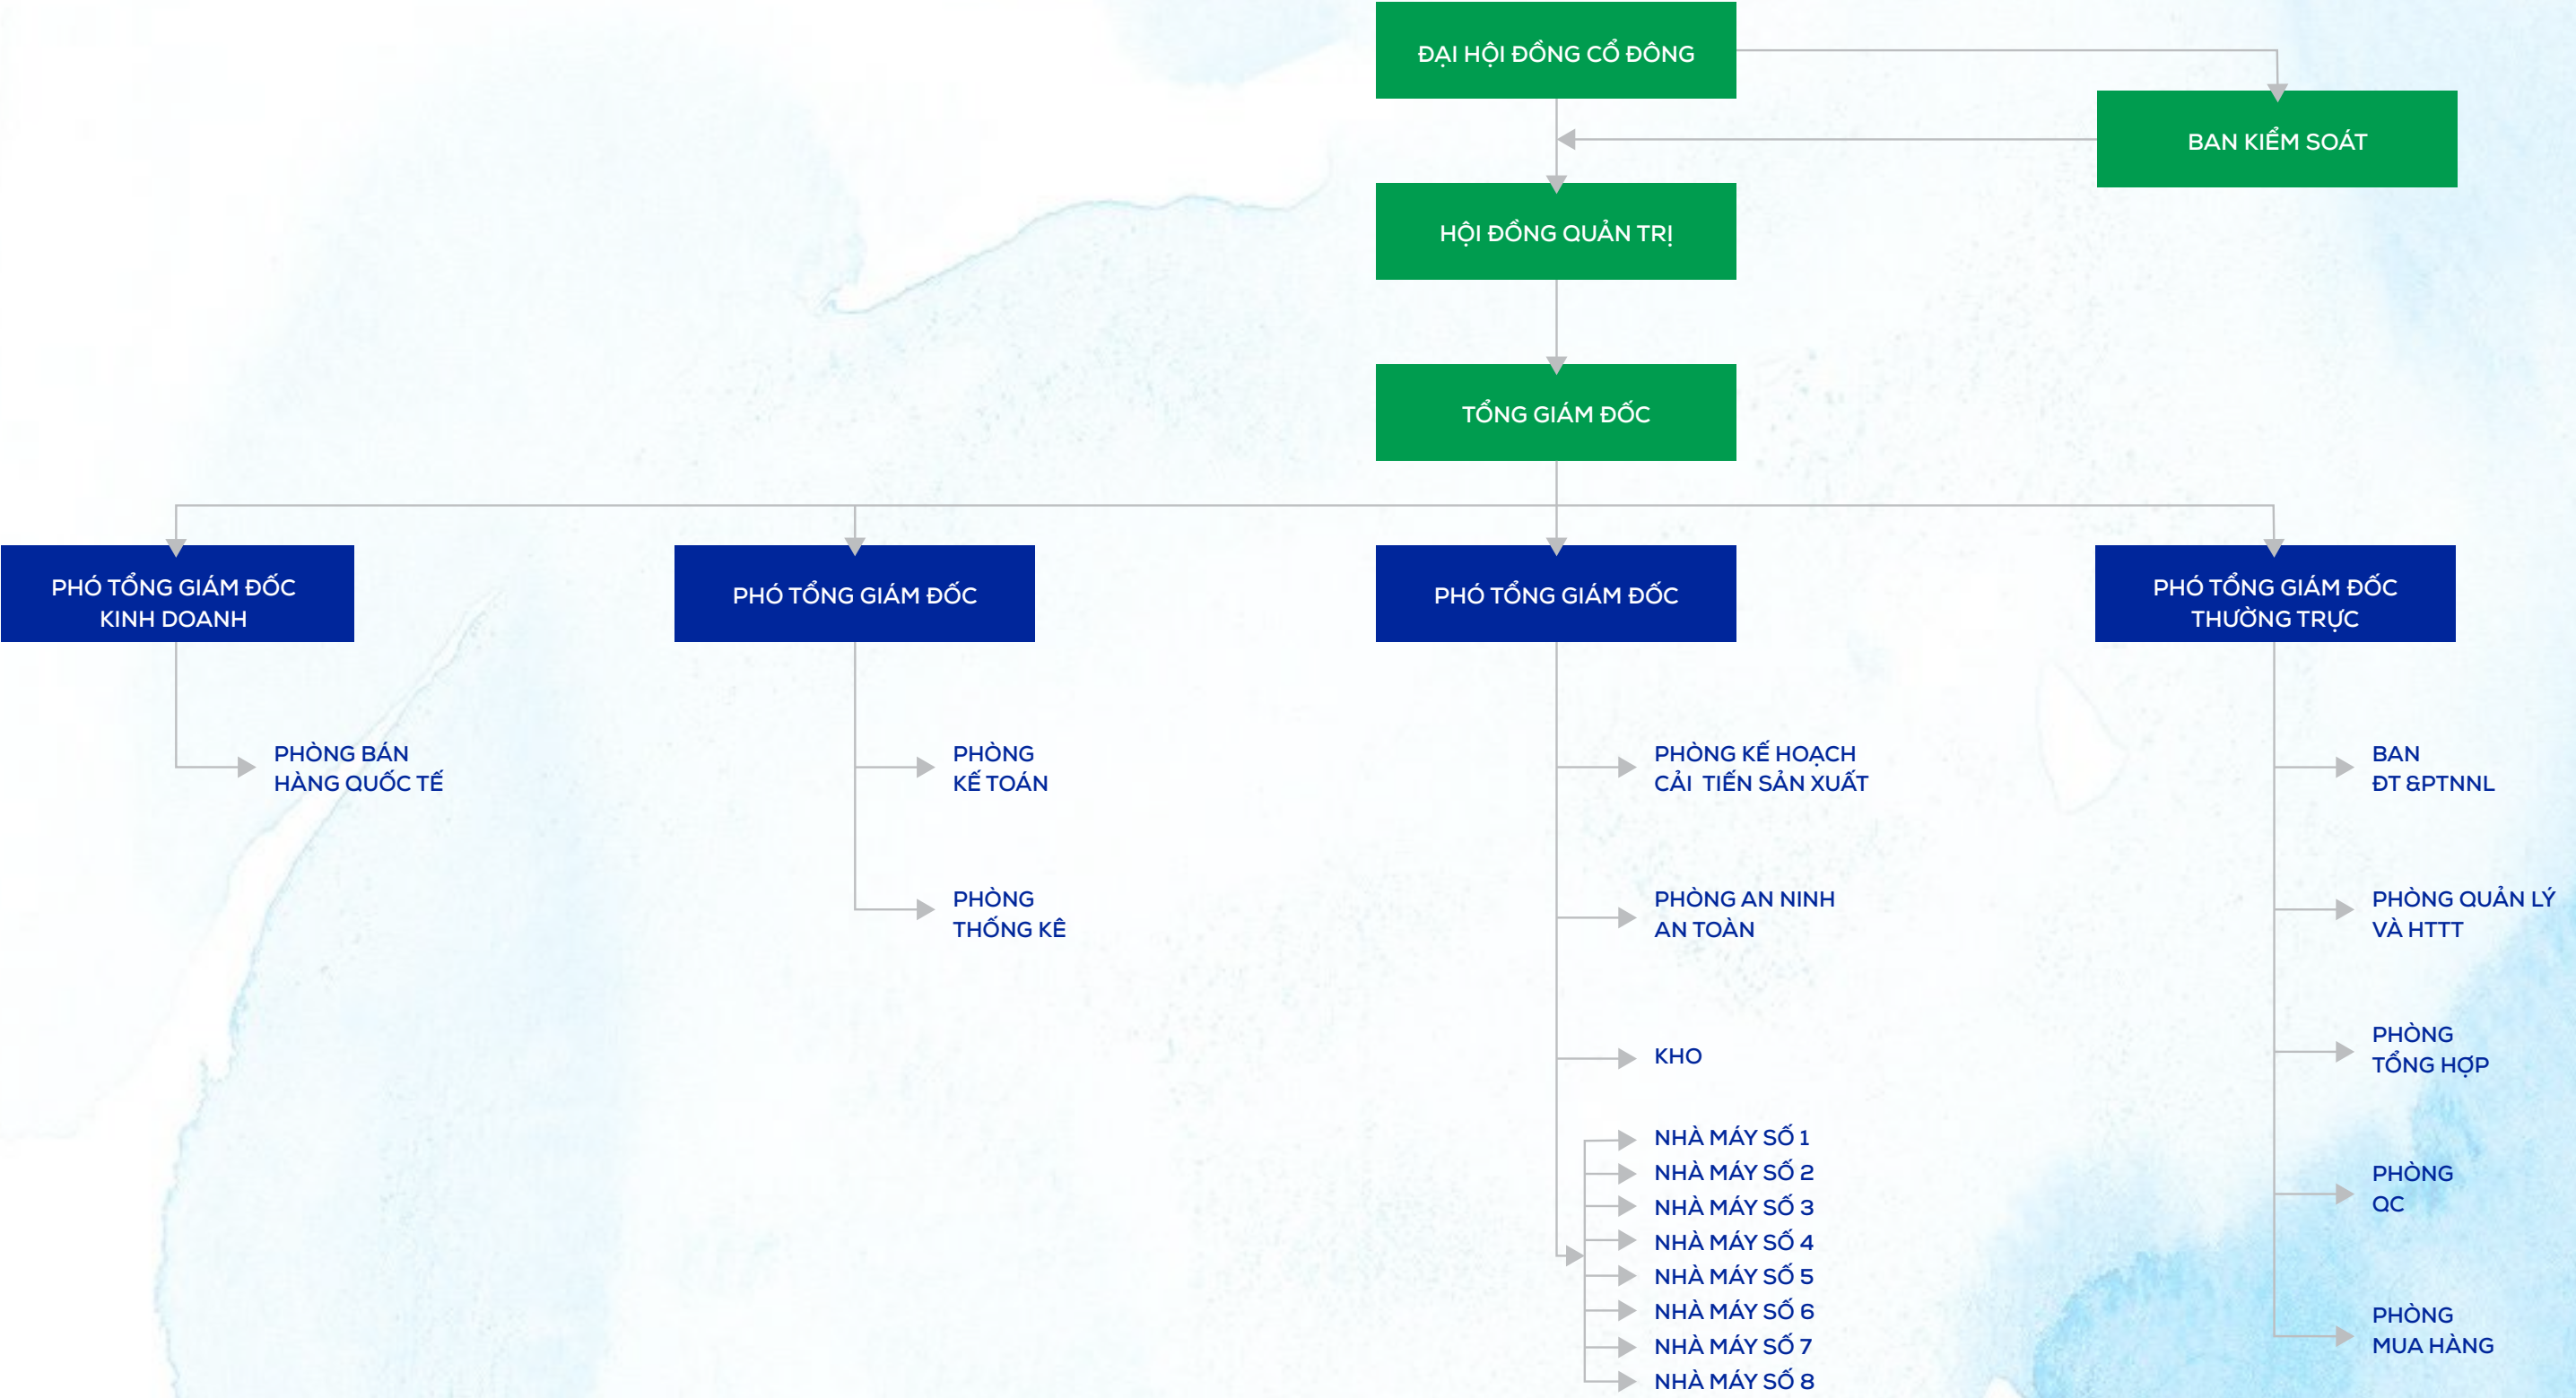 ĐẠI HỘI ĐỒNG CỔ ĐÔNG
BAN KIỂM SOÁT
HỘI ĐỒNG QUẢN TRỊ
TỔNG GIÁM ĐỐC
PHÓ TỔNG GIÁM ĐỐC
KINH DOANH
PHÒNG BÁN
HÀNG QUỐC TẾ
PHÓ TỔNG GIÁM ĐỐC
PHÒNG
KẾ TOÁN
PHÒNG
THỐNG KÊ
PHÓ TỔNG GIÁM ĐỐC
PHÒNG KẾ HOẠCH
CẢI TIẾN SẢN XUẤT
PHÒNG AN NINH
AN TOÀN
KHO
NHÀ MÁY SỐ 1
NHÀ MÁY SỐ 2
NHÀ MÁY SỐ 3
NHÀ MÁY SỐ 4
NHÀ MÁY SỐ 5
NHÀ MÁY SỐ 6
NHÀ MÁY SỐ 7
NHÀ MÁY SỐ 8
PHÓ TỔNG GIÁM ĐỐC
THƯỜNG TRỰC
BAN
ĐT &PTNNL
PHÒNG QUẢN LÝ
VÀ HTTT
PHÒNG
TỔNG HỢP
PHÒNG
QC
PHÒNG
MUA HÀNG